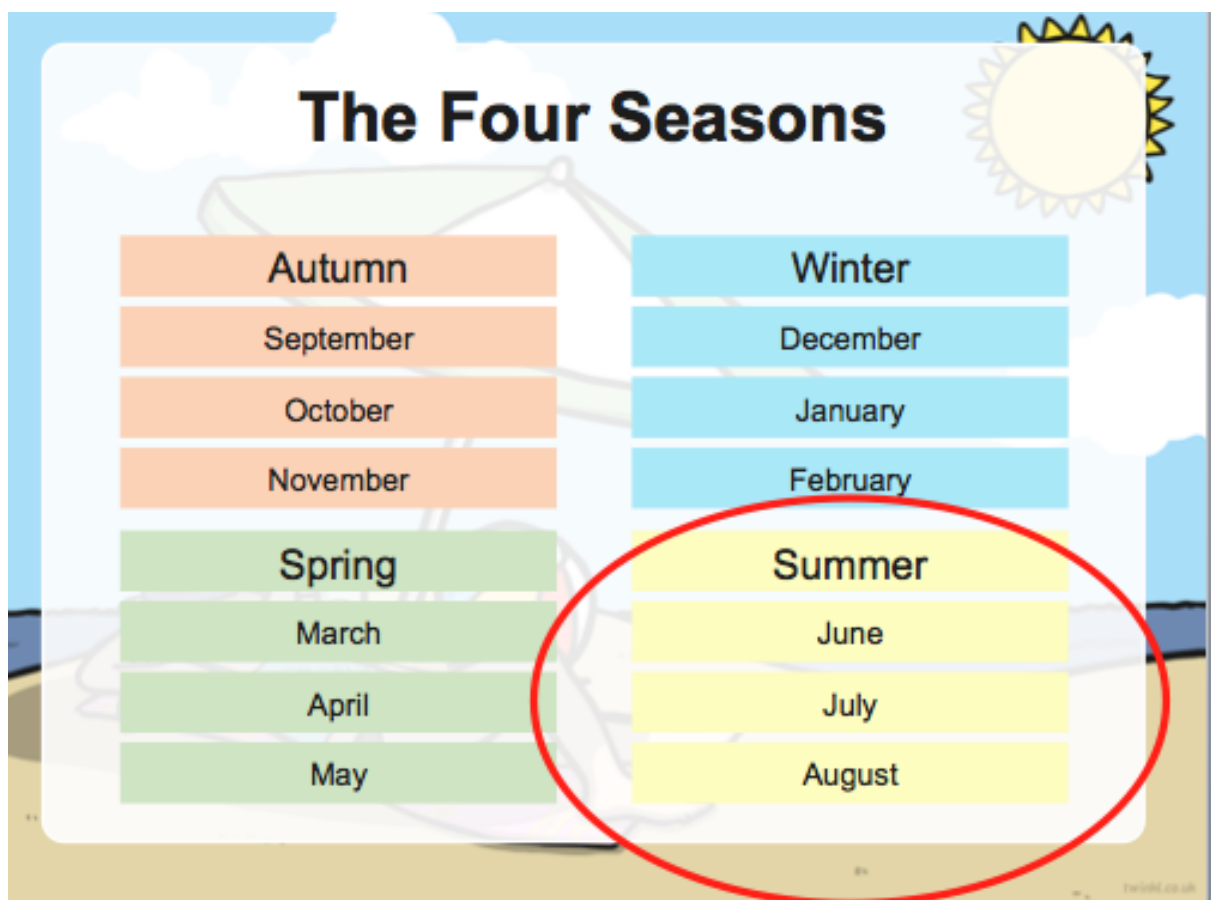 The Four Seasons
Autumn
September
October
November
Winter
December
January
February
Spring
March
April
May
Summer
June
July
August
twinkl.co.uk